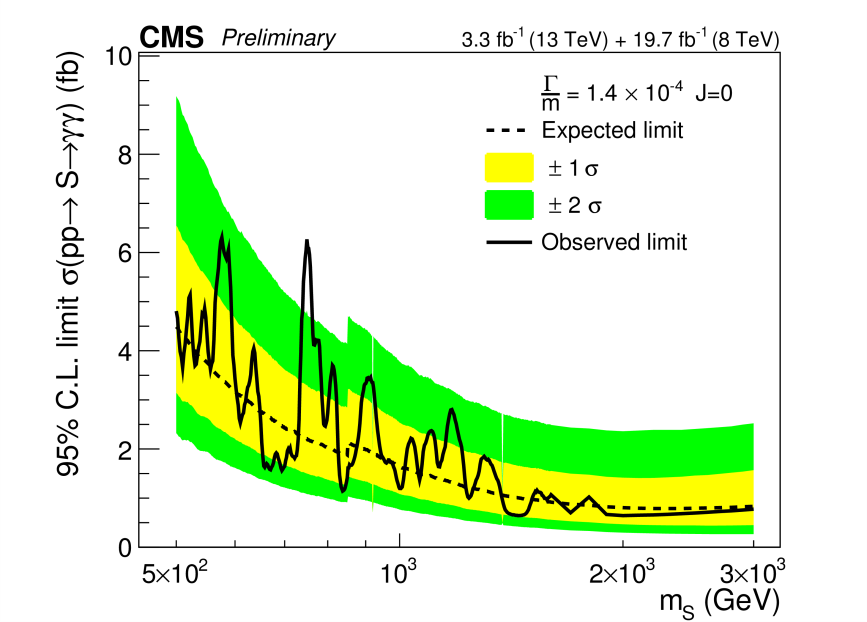 CMS Preliminary 3.3 fb⁻¹ (13 TeV) + 19.7 fb⁻¹ (8 TeV)
95% C.L. limit σ(pp→ S→γγ) (fb)
10
8
6
4
2
0
Γ/m = 1.4 × 10⁻⁴ J=0
Expected limit
± 1 σ
± 2 σ
Observed limit
5×10² 10³ 2×10³ 3×10³
m_S (GeV)